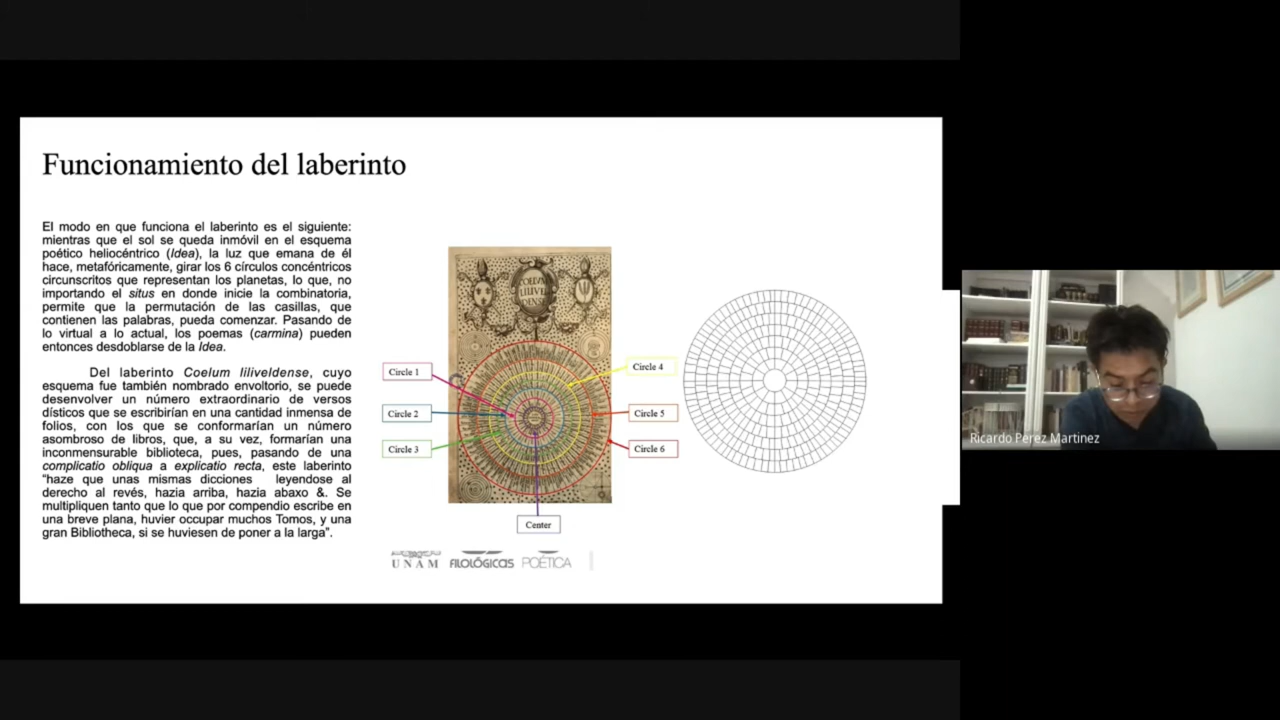 Funcionamiento del laberinto
El modo en que funciona el laberinto es el siguiente:
mientras que el sol se queda inmóvil en el esquema
poético heliocéntrico (Idea), la luz que emana de él
hace, metafóricamente, girar los 6 círculos concéntricos
circunscritos que representan los planetas, lo que, no
importando el situs en donde inicie la combinatoria,
permite que la permutación de las casillas, que
contienen las palabras, pueda comenzar. Pasando de
lo virtual a lo actual, los poemas (carmina) pueden
entonces desdoblarse de la Idea.
Del laberinto Coelum liliveldense, cuyo
esquema fue también nombrado envoltorio, se puede
desenvolver un número extraordinario de versos
dísticos que se escribirían en una cantidad inmensa de
folios, con los que se conformarían un número
asombroso de libros, que, a su vez, formarían una
inconmensurable biblioteca, pues, pasando de una
complicatio obliqua a explicatio recta, este laberinto
“haze que unas mismas dicciones leyendose al
derecho al revés, hazia arriba, hazia abaxo &. Se
multipliquen tanto que lo que por compendio escribe en
una breve plana, huvier occupar muchos Tomos, y una
gran Bibliotheca, si se huviesen de poner a la larga”.
Circle 1
Circle 2
Circle 3
Circle 4
Circle 5
Circle 6
Center
UNAM FILOLÓGICAS POÉTICA
Ricardo Perez Martinez